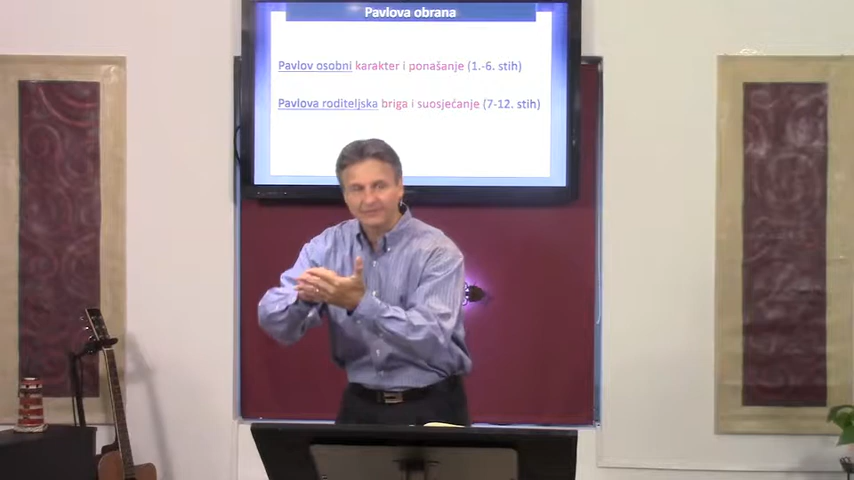 Pavlova obrana
Pavlov osobni karakter i ponašanje (1.-6. stih)
Pavlova roditeljska briga i suosjećanje (7-12. stih)